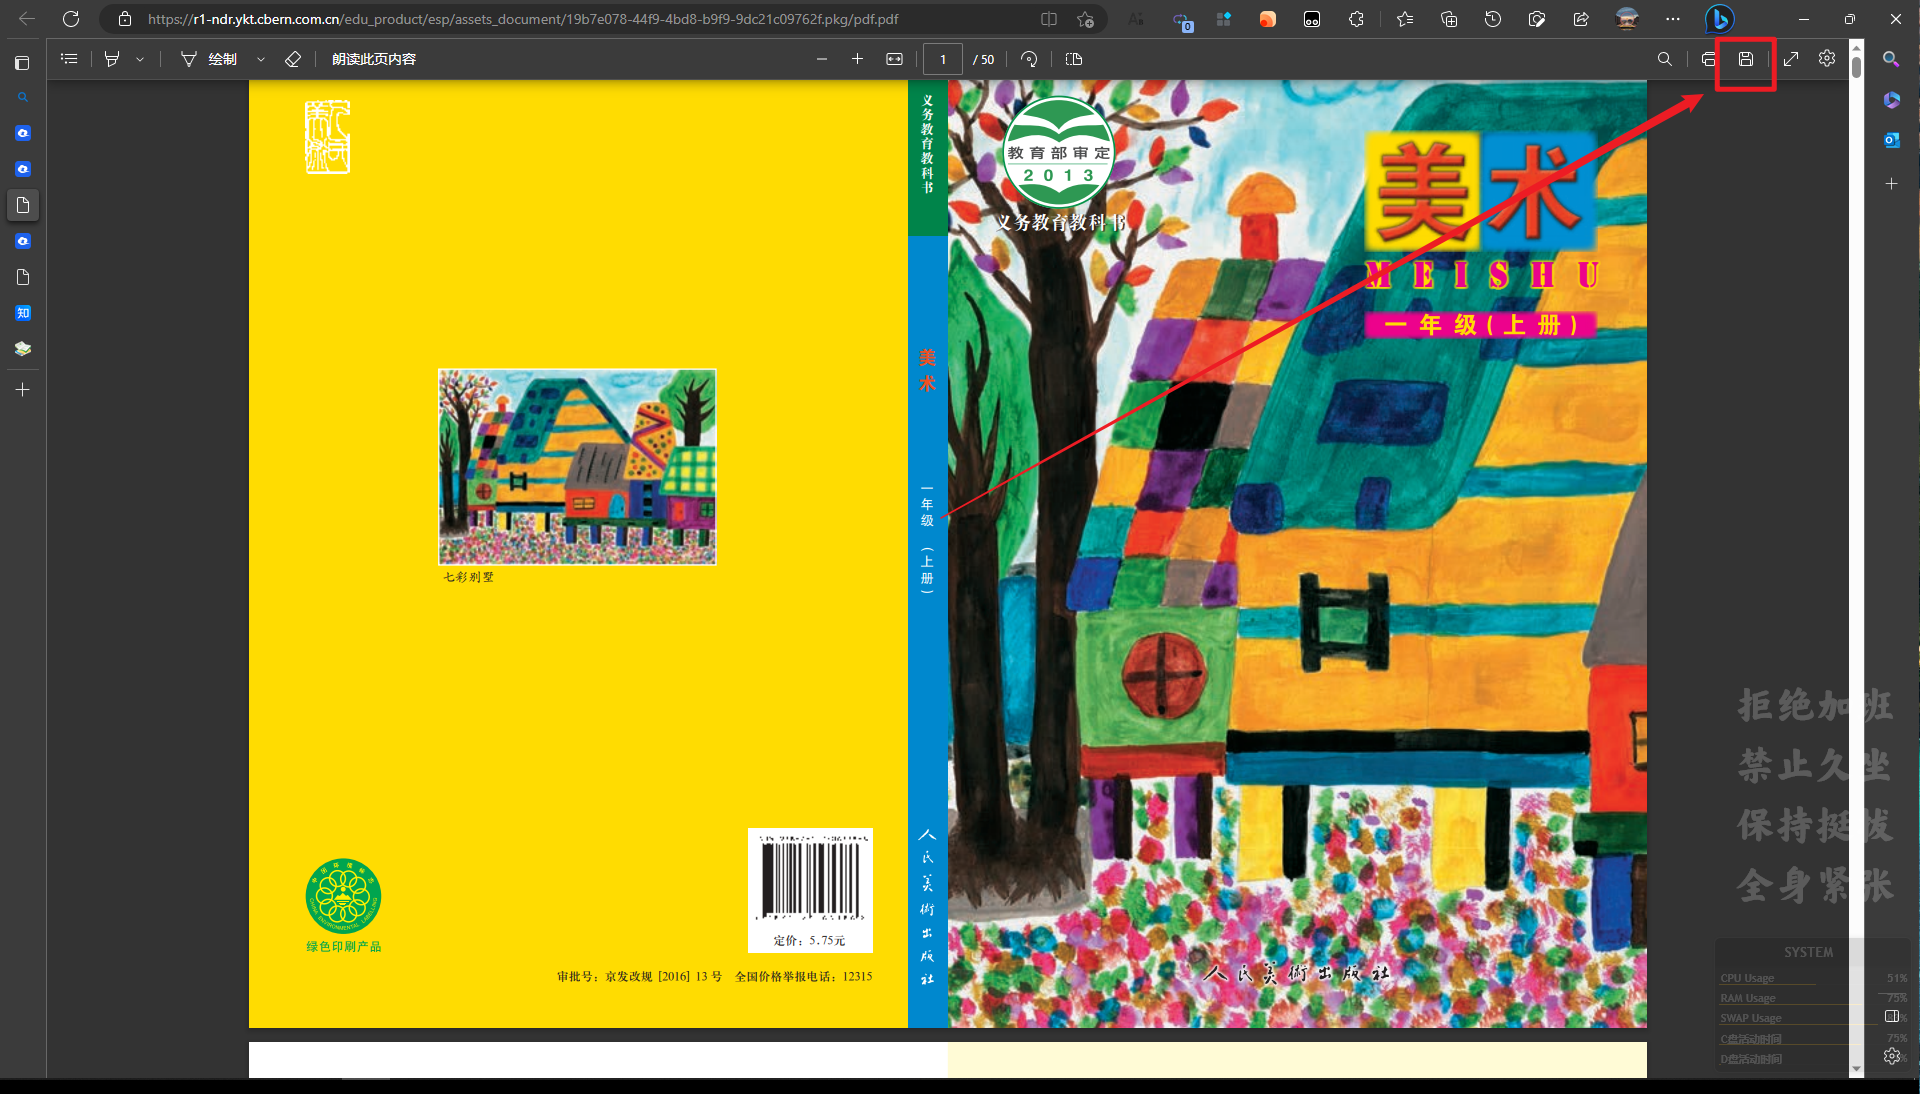 https://r1-ndr.ykt.cbern.com.cn/edu_product/esp/assets_document/19b7e078-44f9-4bd8-b9f9-9dc21c09762f.pkg/pdf.pdf
0
绘制
朗读此页内容
1
/ 50
知
义务教育教科书
美术
一年级
（上册）
人民美術出版社
教育部审定
2013
义务教育教科书
美术
MEISHU
一年级(上册)
七彩别墅
绿色印刷产品
定价：5.75元
审批号：京发改规 [2016] 13 号 全国价格举报电话：12315
人民美術出版社
拒绝加班
禁止久坐
保持挺拔
全身紧张
SYSTEM
CPU Usage 51%
RAM Usage 75%
SWAP Usage
C盘活动时间 75%
D盘活动时间